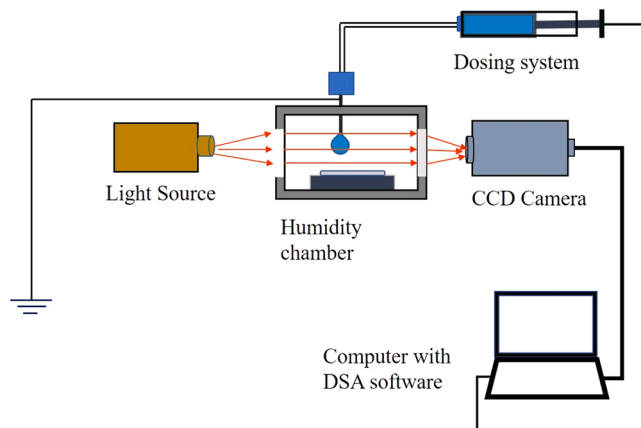 Dosing system
Light Source
CCD Camera
Humidity
chamber
Computer with
DSA software